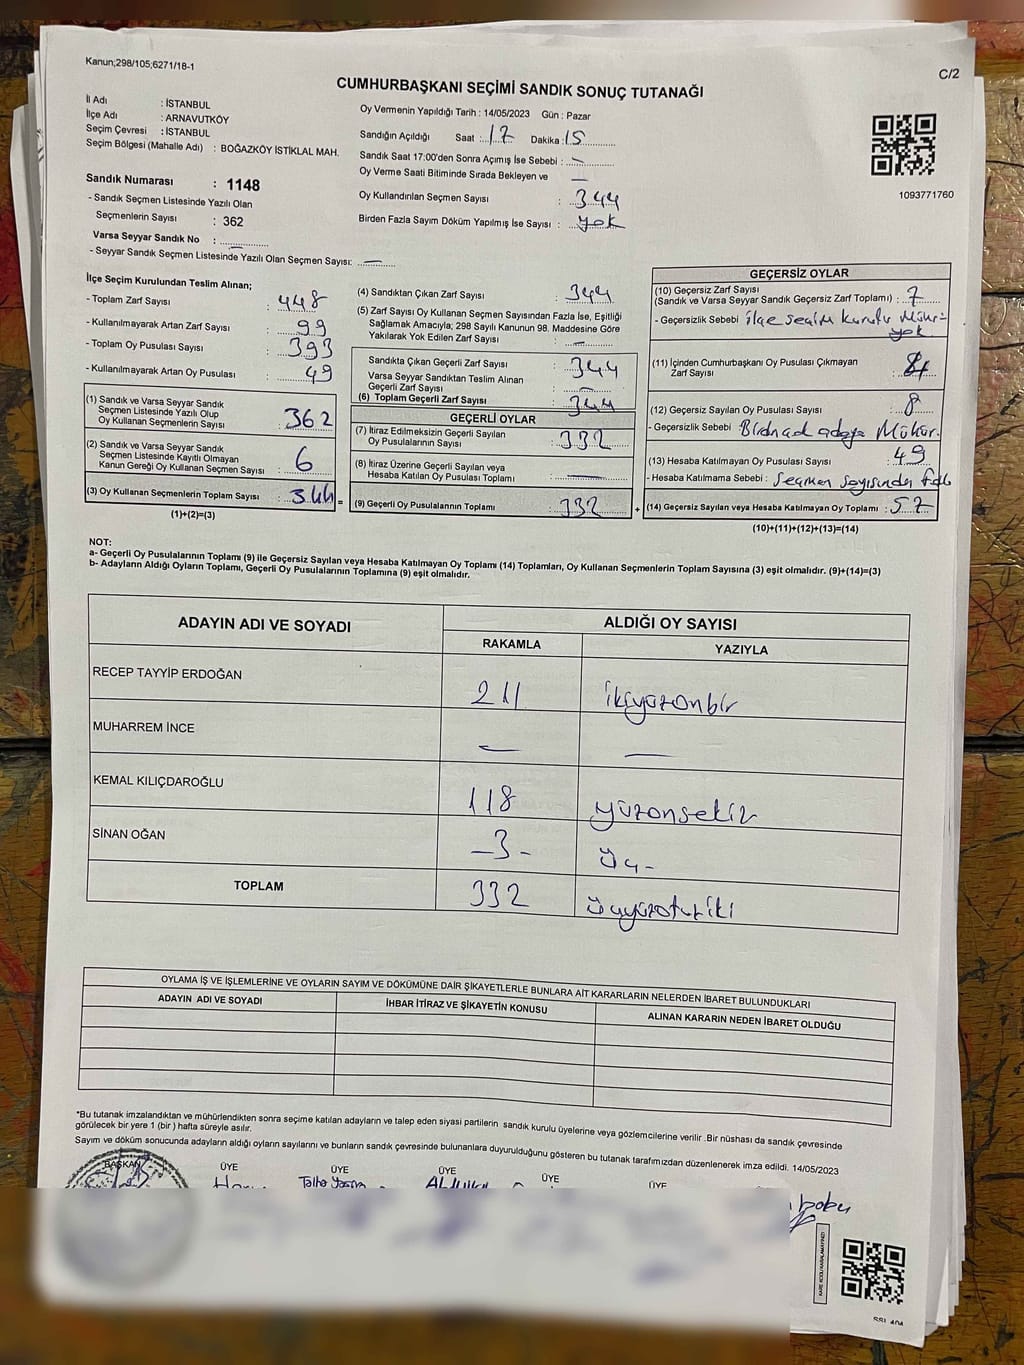 Kanun;298/105;6271/18-1
C/2
CUMHURBAŞKANI SEÇİMİ SANDIK SONUÇ TUTANAĞI
İl Adı : İSTANBUL
İlçe Adı : ARNAVUTKÖY
Seçim Çevresi : İSTANBUL
Seçim Bölgesi (Mahalle Adı) : BOĞAZKÖY İSTİKLAL MAH.
Sandık Numarası : 1148
- Sandık Seçmen Listesinde Yazılı Olan
Seçmenlerin Sayısı : 362
Varsa Seyyar Sandık No : —
- Seyyar Sandık Seçmen Listesinde Yazılı Olan Seçmen Sayısı: —
Oy Vermenin Yapıldığı Tarih : 14/05/2023 Gün : Pazar
Sandığın Açıldığı Saat : 17 Dakika : 15
Sandık Saat 17:00'den Sonra Açımış İse Sebebi : —
Oy Verme Saati Bitiminde Sırada Bekleyen ve —
Oy Kullandırılan Seçmen Sayısı : 344
Birden Fazla Sayım Döküm Yapılmış İse Sayısı : yok
1093771760
İlçe Seçim Kurulundan Teslim Alınan;
- Toplam Zarf Sayısı : 448
- Kullanılmayarak Artan Zarf Sayısı : 99
- Toplam Oy Pusulası Sayısı : 393
- Kullanılmayarak Artan Oy Pusulası : 49
(1) Sandık ve Varsa Seyyar Sandık
Seçmen Listesinde Yazılı Olup
Oy Kullanan Seçmenlerin Sayısı : 362
(2) Sandık ve Varsa Seyyar Sandık
Seçmen Listesinde Kayıtlı Olmayan
Kanun Gereği Oy Kullanan Seçmen Sayısı : 6
(3) Oy Kullanan Seçmenlerin Toplam Sayısı : 344 =
(1)+(2)=(3)
(4) Sandıktan Çıkan Zarf Sayısı : 344
(5) Zarf Sayısı Oy Kullanan Seçmen Sayısından Fazla İse, Eşitliği
Sağlamak Amacıyla; 298 Sayılı Kanunun 98. Maddesine Göre
Yakılarak Yok Edilen Zarf Sayısı : —
Sandıkta Çıkan Geçerli Zarf Sayısı : 344
Varsa Seyyar Sandıktan Teslim Alınan
Geçerli Zarf Sayısı : —
(6) Toplam Geçerli Zarf Sayısı : 344
GEÇERLİ OYLAR
(7) İtiraz Edilmeksizin Geçerli Sayılan
Oy Pusulalarının Sayısı : 332
(8) İtiraz Üzerine Geçerli Sayılan veya
Hesaba Katılan Oy Pusulası Toplamı : —
(9) Geçerli Oy Pusulalarının Toplamı : 332 +
GEÇERSİZ OYLAR
(10) Geçersiz Zarf Sayısı
(Sandık ve Varsa Seyyar Sandık Geçersiz Zarf Toplamı) : 7
- Geçersizlik Sebebi : ilçe seçim kurulu Mühr-
yok
(11) İçinden Cumhurbaşkanı Oy Pusulası Çıkmayan
Zarf Sayısı :
(12) Geçersiz Sayılan Oy Pusulası Sayısı : 8
- Geçersizlik Sebebi : Birden adaya Mühür.
(13) Hesaba Katılmayan Oy Pusulası Sayısı : 49
- Hesaba Katılmama Sebebi : Seçmen sayısından fazla
(14) Geçersiz Sayılan veya Hesaba Katılmayan Oy Toplamı : 57
(10)+(11)+(12)+(13)=(14)
NOT:
a- Geçerli Oy Pusulalarının Toplamı (9) ile Geçersiz Sayılan veya Hesaba Katılmayan Oy Toplamı (14) Toplamları, Oy Kullanan Seçmenlerin Toplam Sayısına (3) eşit olmalıdır. (9)+(14)=(3)
b- Adayların Aldığı Oyların Toplamı, Geçerli Oy Pusulalarının Toplamına (9) eşit olmalıdır.
ADAYIN ADI VE SOYADI
ALDIĞI OY SAYISI
RAKAMLA YAZIYLA
RECEP TAYYİP ERDOĞAN 211 ikiyüzonbir
MUHARREM İNCE — —
KEMAL KILIÇDAROĞLU 118 yüzonsekiz
SİNAN OĞAN -3- üç-
TOPLAM 332 üçyüzotuziki
OYLAMA İŞ VE İŞLEMLERİNE VE OYLARIN SAYIM VE DÖKÜMÜNE DAİR ŞİKAYETLERLE BUNLARA AİT KARARLARIN NELERDEN İBARET BULUNDUKLARI
ADAYIN ADI VE SOYADI İHBAR İTİRAZ VE ŞİKAYETİN KONUSU ALINAN KARARIN NEDEN İBARET OLDUĞU
*Bu tutanak imzalandıktan ve mühürlendikten sonra seçime katılan adayların ve talep eden siyasi partilerin sandık kurulu üyelerine veya gözlemcilerine verilir .Bir nüshası da sandık çevresinde
görülecek bir yere 1 (bir ) hafta süreyle asılır.
Sayım ve döküm sonucunda adayların aldığı oyların sayılarını ve bunların sandık çevresinde bulunanlara duyurulduğunu gösteren bu tutanak tarafımızdan düzenlenerek imza edildi. 14/05/2023
BAŞKAN ÜYE ÜYE ÜYE ÜYE ÜYE
Talha